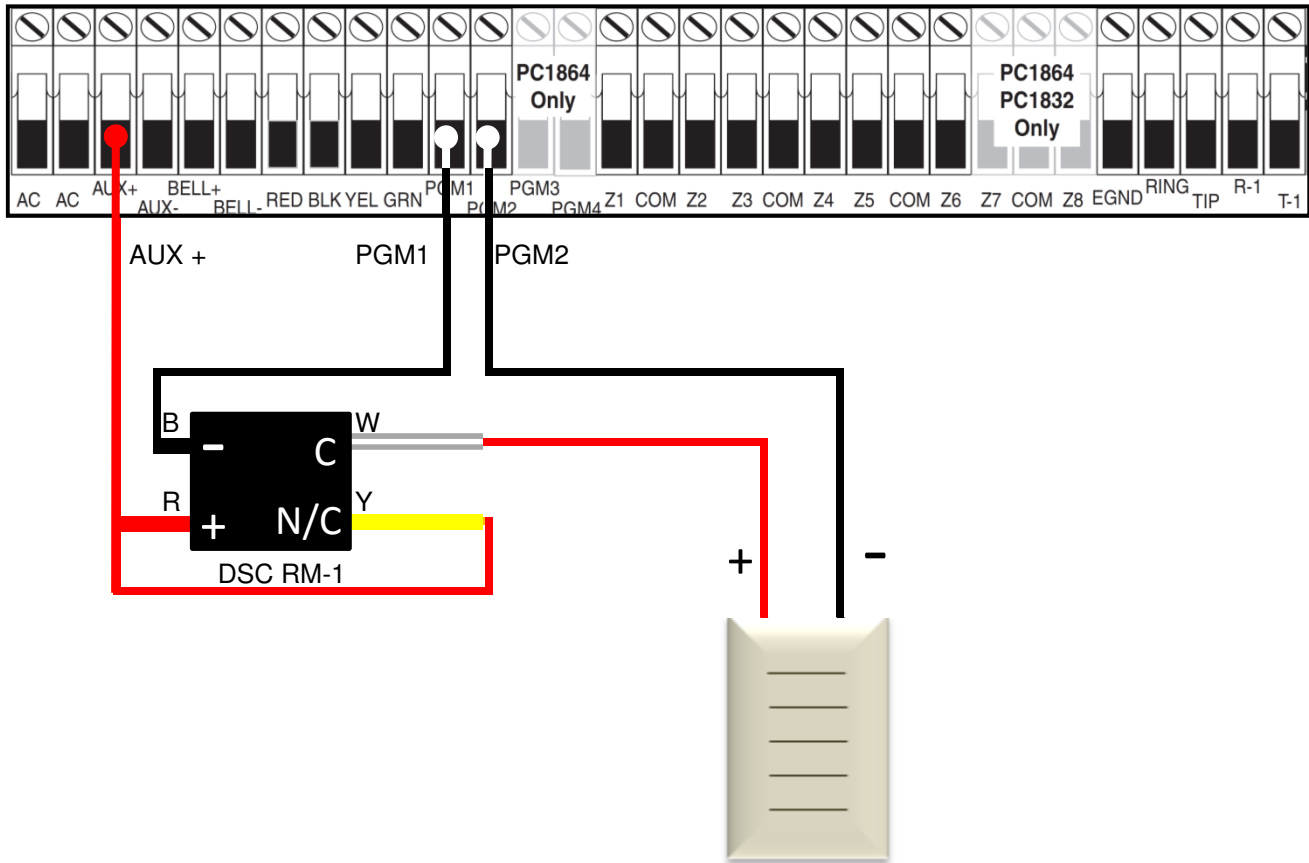 PC1864
Only
PC1864
PC1832
Only
AC AC AUX+ AUX- BELL+ BELL- RED BLK YEL GRN PGM1 PGM2 PGM3 PGM4 Z1 COM Z2 Z3 COM Z4 Z5 COM Z6 Z7 COM Z8 EGND RING TIP R-1 T-1
AUX + PGM1 PGM2
B W
- C
R Y
+ N/C
DSC RM-1
+ -